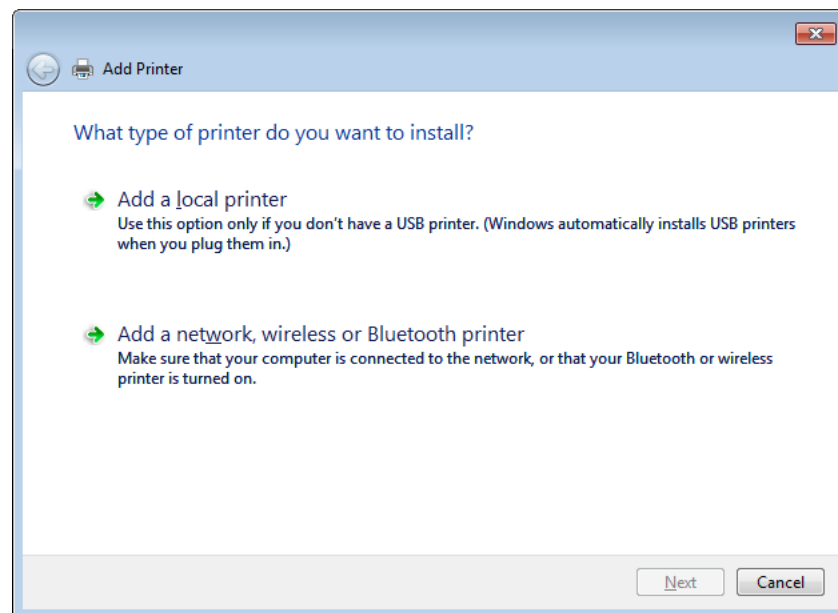 Add Printer
What type of printer do you want to install?
Add a local printer
Use this option only if you don't have a USB printer. (Windows automatically installs USB printers
when you plug them in.)
Add a network, wireless or Bluetooth printer
Make sure that your computer is connected to the network, or that your Bluetooth or wireless
printer is turned on.
Next
Cancel